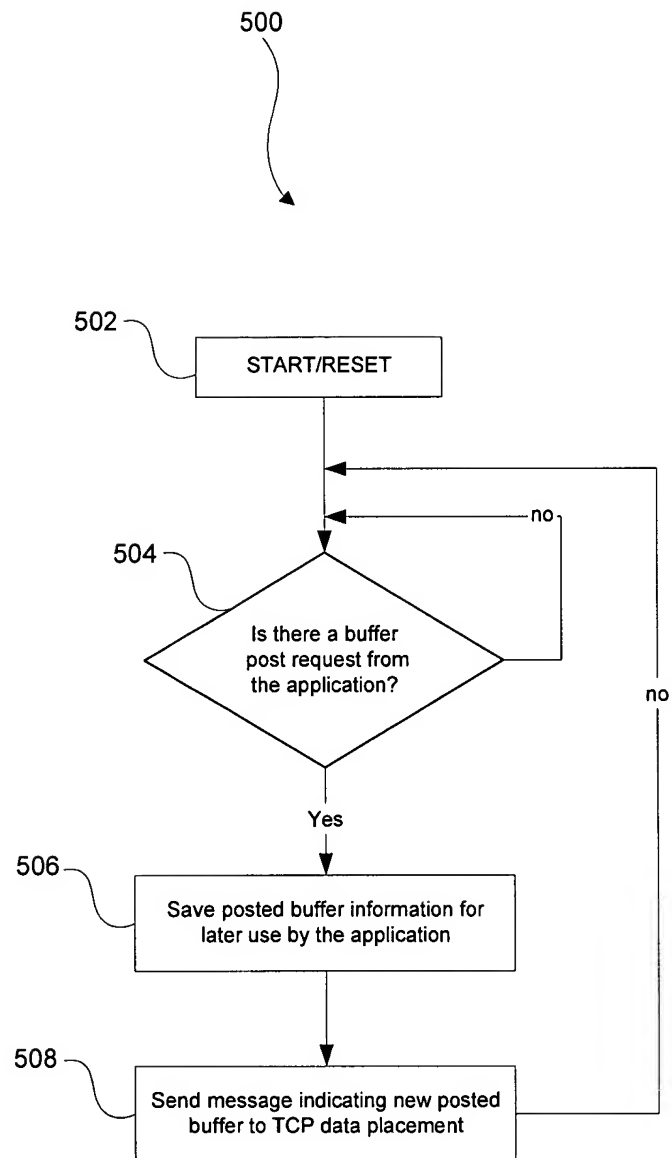 500
502
START/RESET
no
504
Is there a buffer
post request from
the application?
no
Yes
506
Save posted buffer information for
later use by the application
508
Send message indicating new posted
buffer to TCP data placement